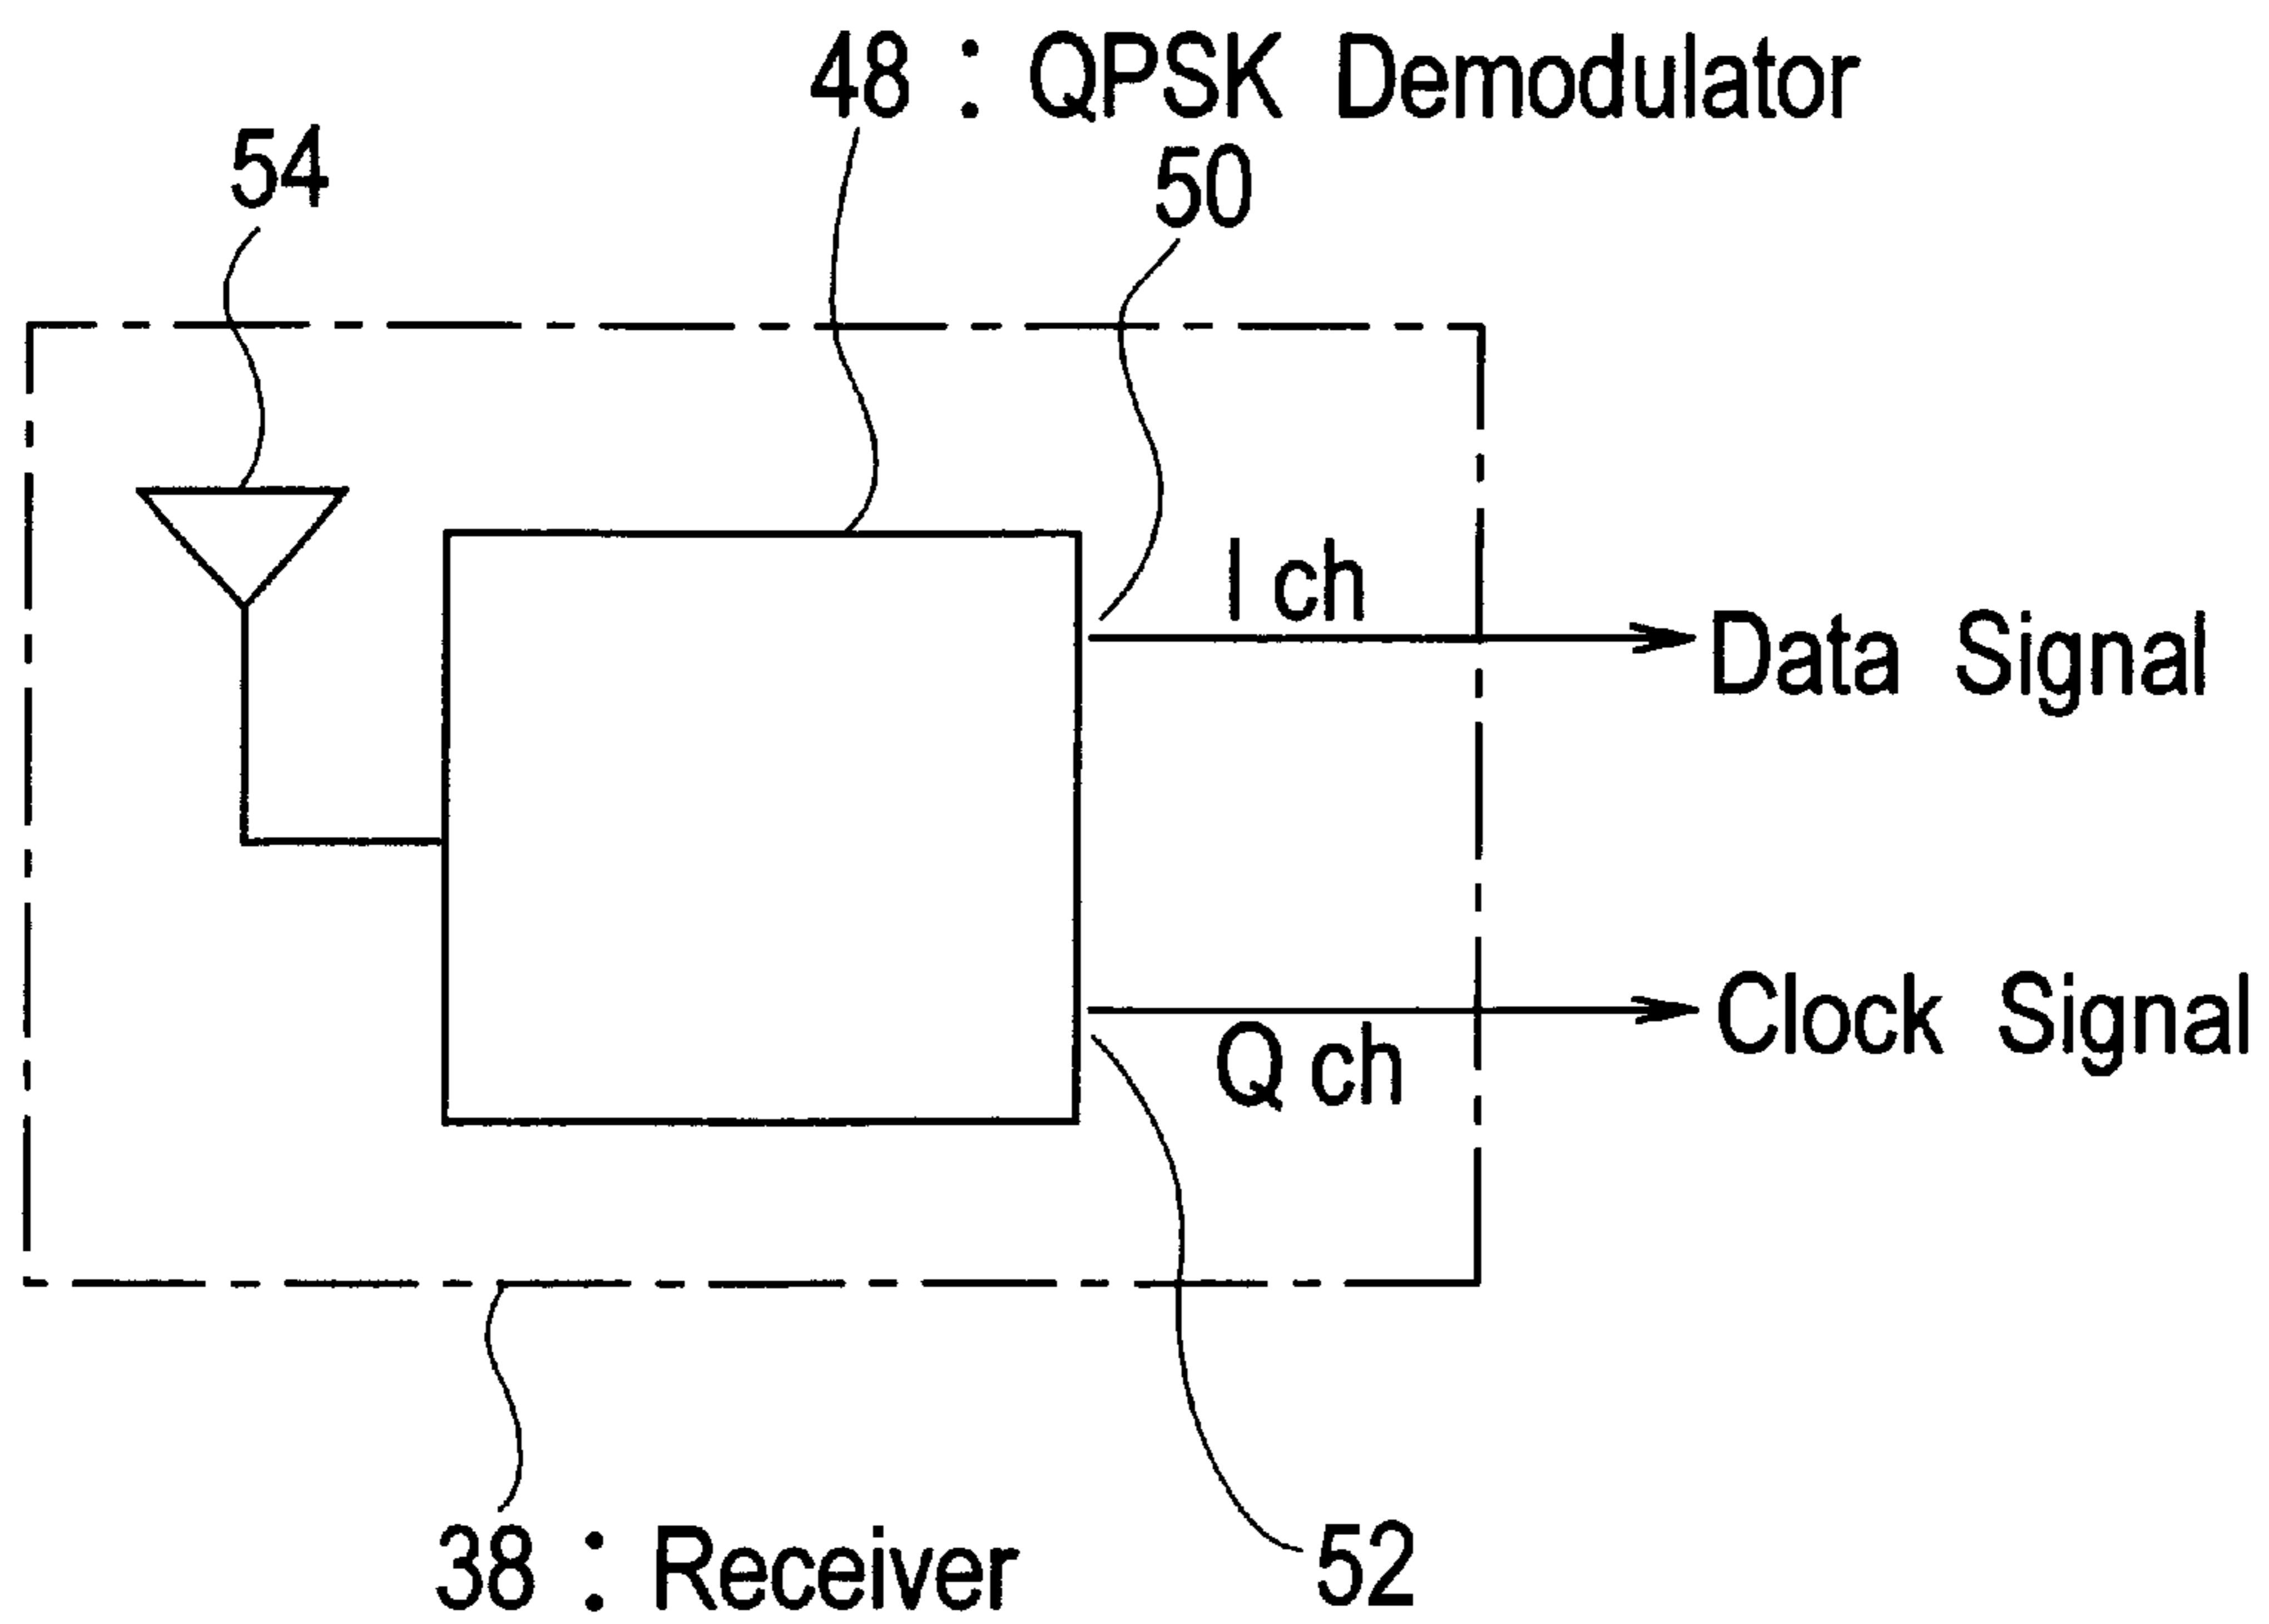 48 : QPSK Demodulator
54
50
I ch
Data Signal
Clock Signal
Q ch
38 : Receiver
52